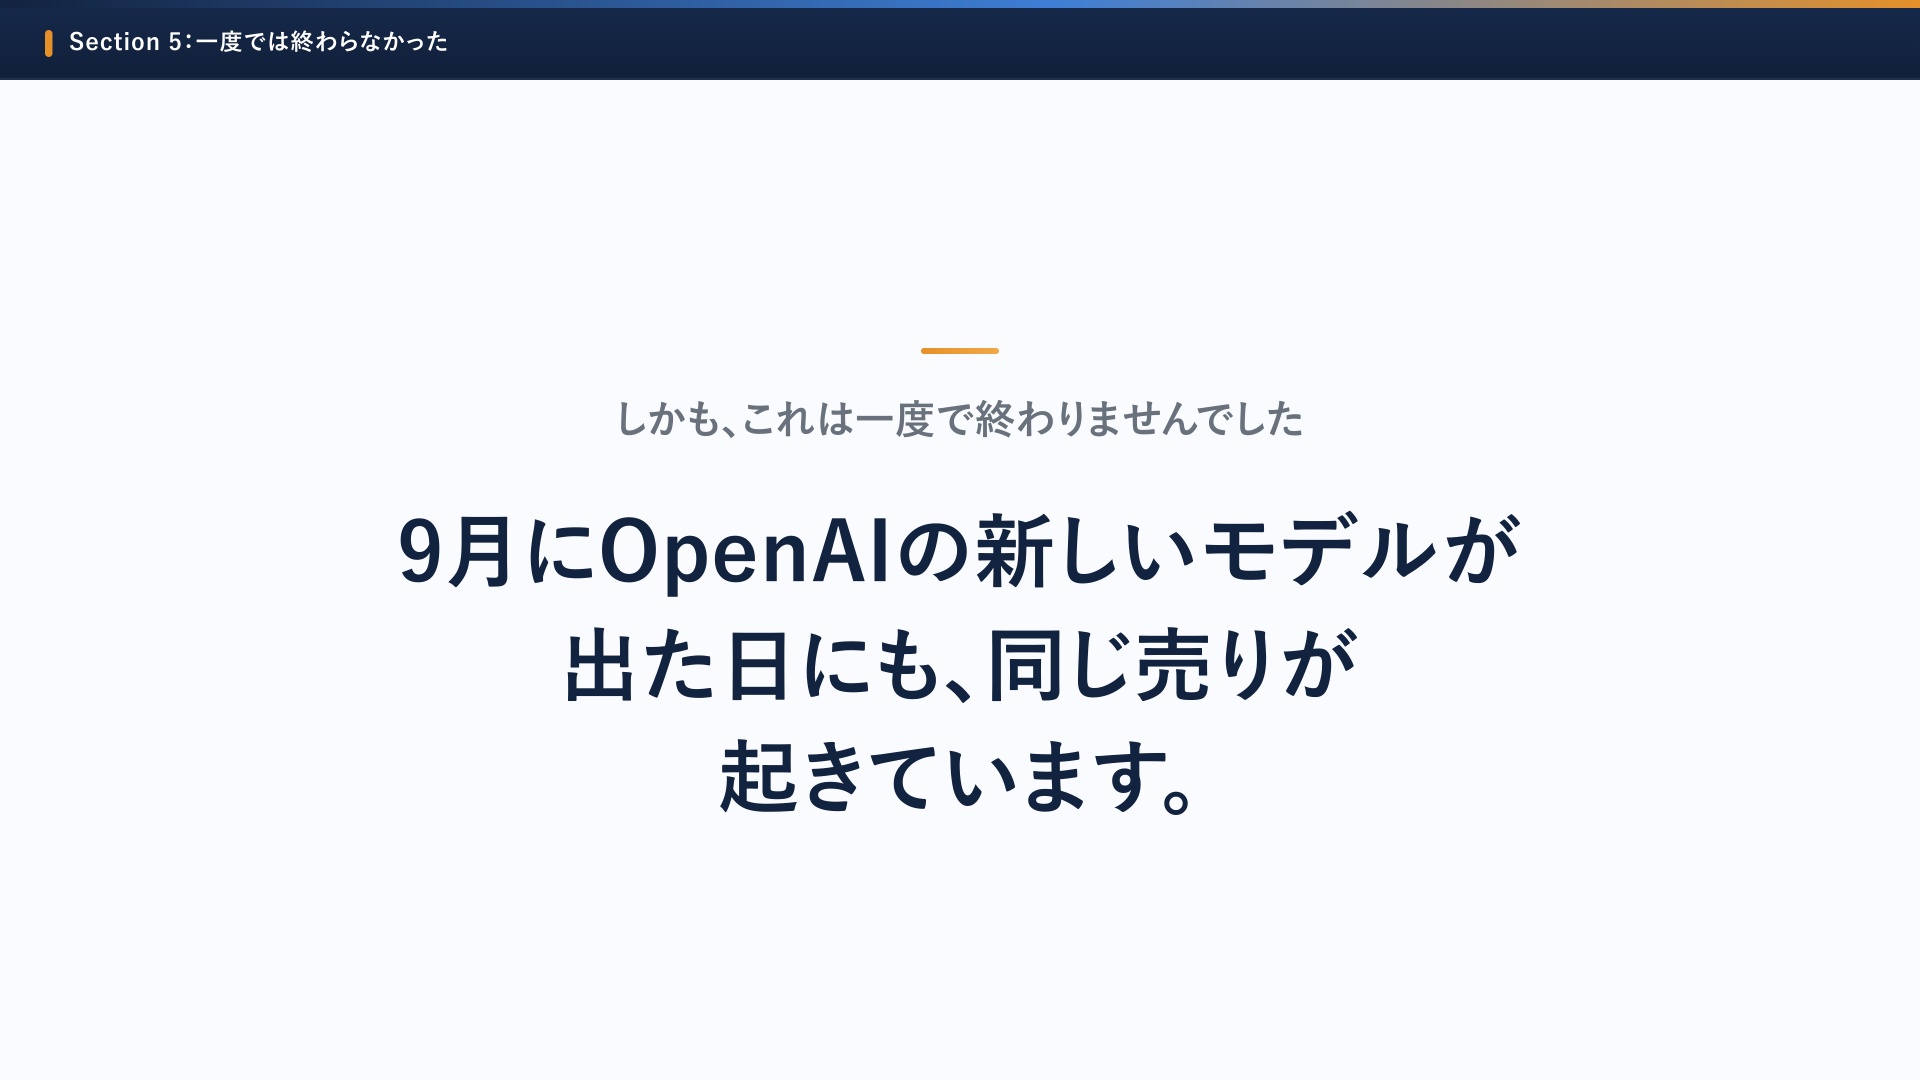 Section 5：一度では終わらなかった
しかも、これは一度で終わりませんでした
9月にOpenAIの新しいモデルが
出た日にも、同じ売りが
起きています。